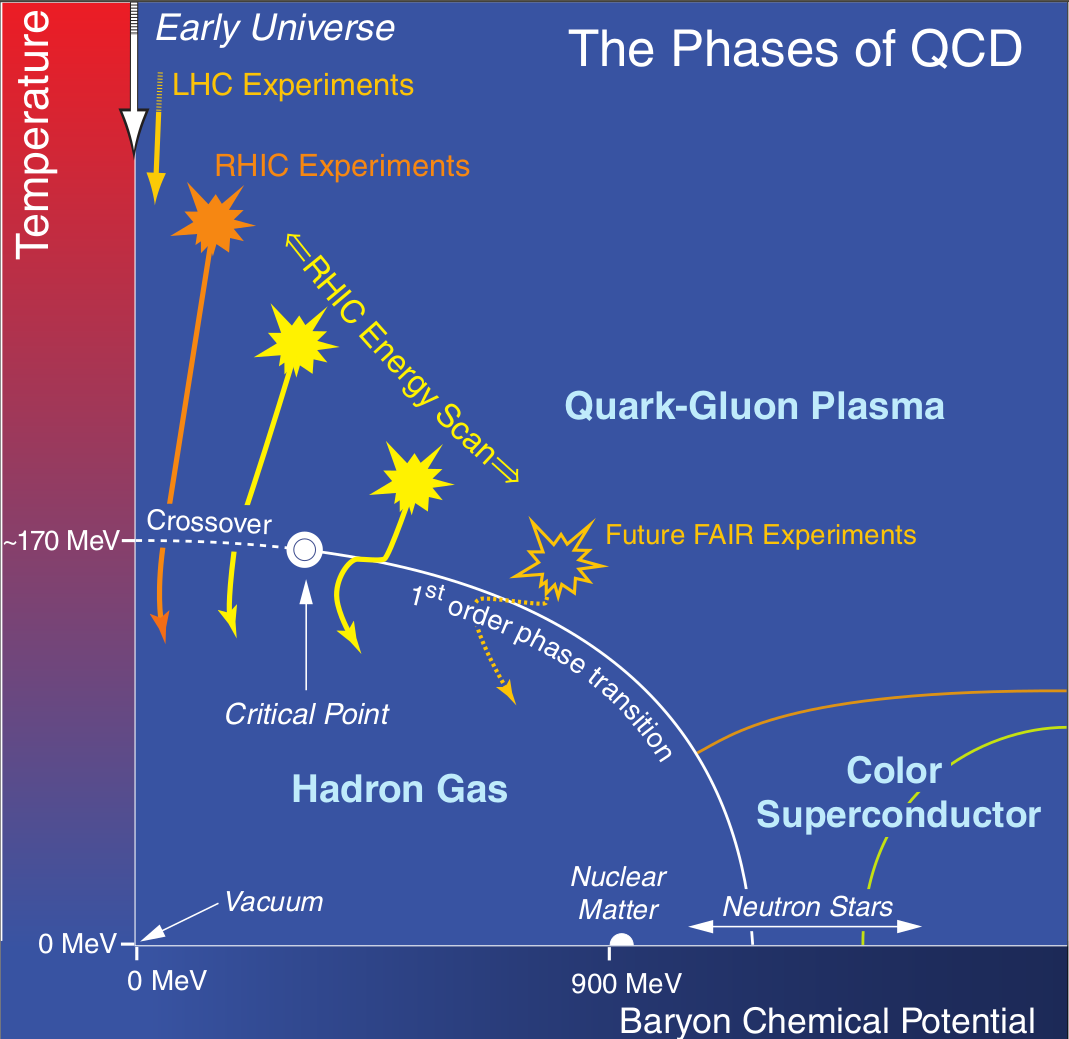 Temperature
Early Universe
The Phases of QCD
LHC Experiments
RHIC Experiments
⇐RHIC Energy Scan⇒
Quark-Gluon Plasma
Crossover
~170 MeV
Future FAIR Experiments
1st order phase transition
Critical Point
Hadron Gas
Color
Superconductor
Nuclear
Matter
Vacuum
Neutron Stars
0 MeV
0 MeV
900 MeV
Baryon Chemical Potential